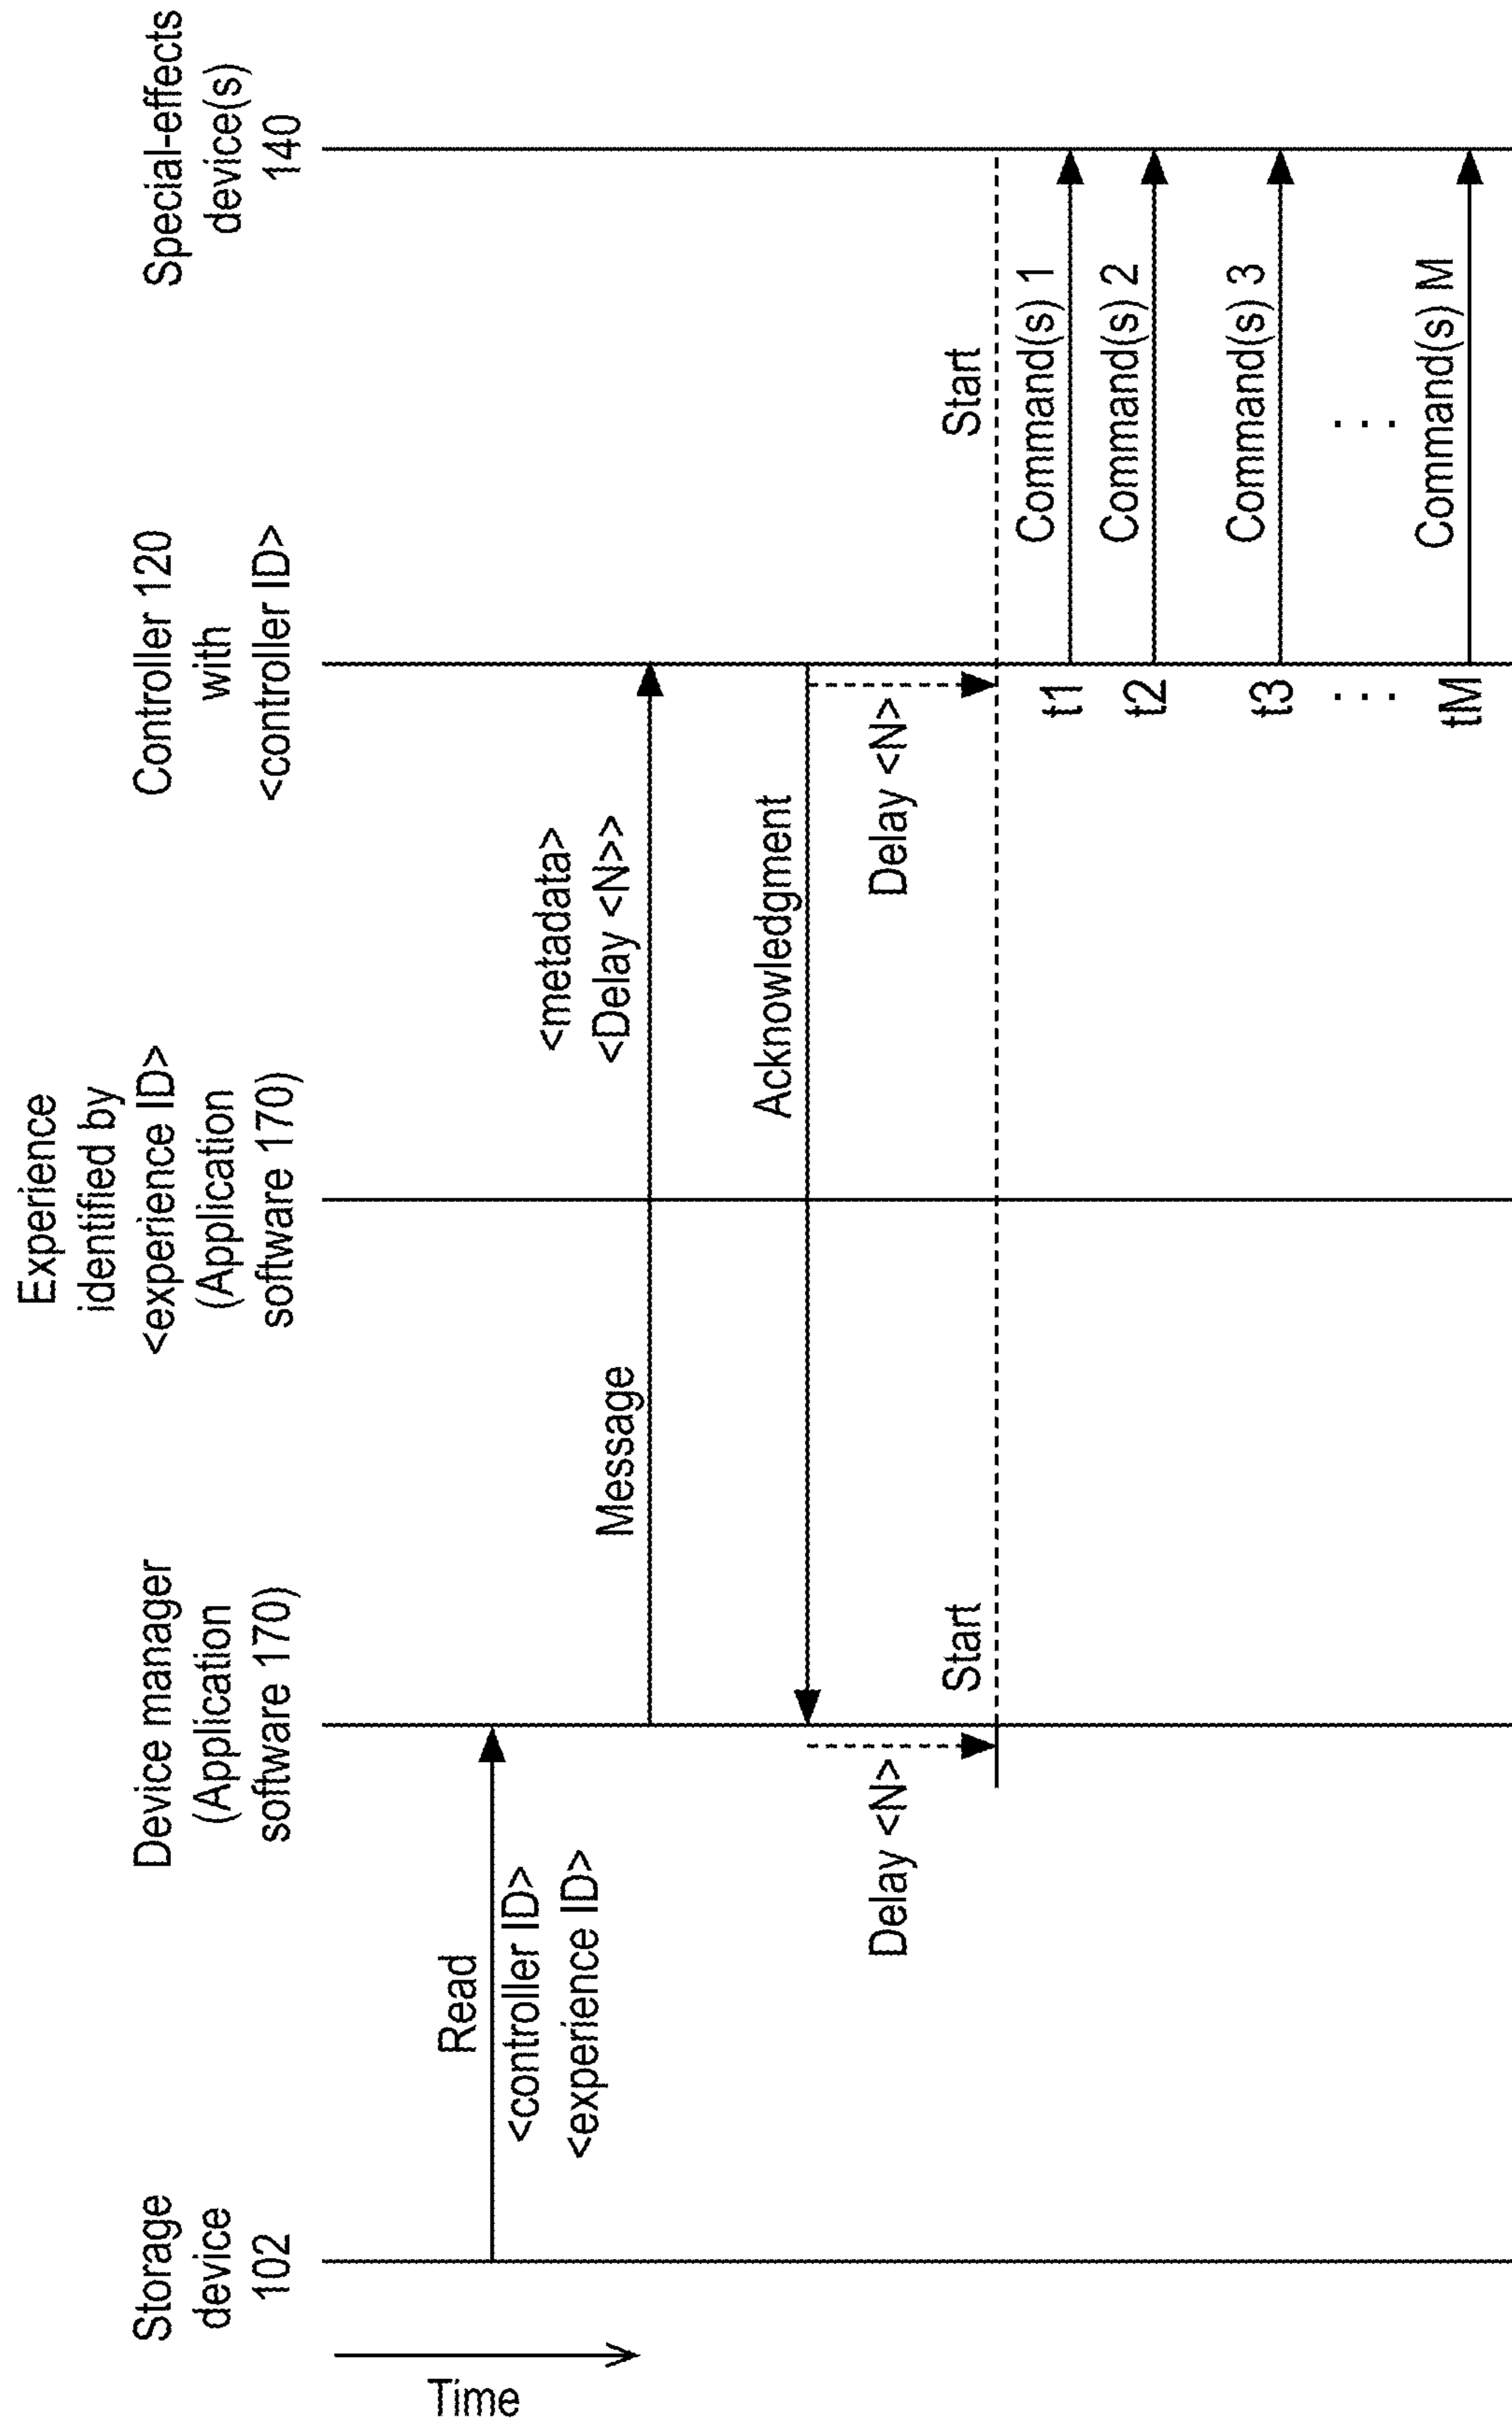 Storage
device
102
Device manager
(Application
software 170)
Experience
identified by
<experience ID>
(Application
software 170)
Controller 120
with
<controller ID>
Special-effects
device(s)
140
Time
Read
<controller ID>
<experience ID>
Message
<metadata>
<Delay <N>>
Acknowledgment
Delay <N>
Delay <N>
Start
Start
t1
Command(s) 1
t2
Command(s) 2
t3
Command(s) 3
. . .
. . .
tM
Command(s) M